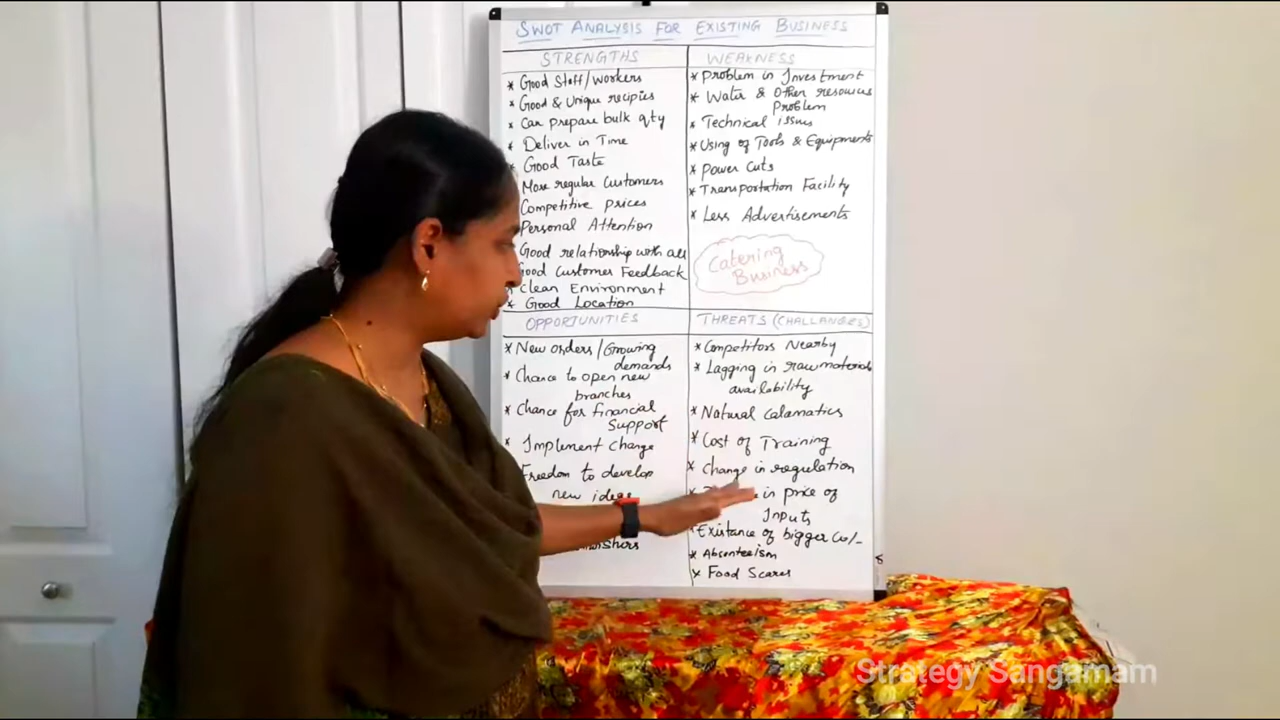 SWOT ANALYSIS FOR EXISTING BUSINESS
STRENGTHS
* Good Staff/workers
* Good & Unique recipies
* Can prepare bulk qty
* Deliver in Time
* Good Taste
More regular Customers
Competitive prices
Personal Attention
Good relationship with all
Good Customer Feedback
* Clean Environment
* Good Location
WEAKNESS
* Problem in Investment
* Water & Other resources
Problem
* Technical issues
* Using of Tools & Equipments
* Power Cuts
* Transportation Facility
* Less Advertisements
Catering
Business
OPPORTUNITIES
* New orders/Growing
demands
* Chance to open new
branches
* Chance for financial
Support
* Implement Change
Freedom to develop
new ideas
THREATS (CHALLANGES)
* Competitors Nearby
* Lagging in raw materials
availability
* Natural Calamatics
* Cost of Training
* Change in regulation
in price of
Inputs
* Existance of bigger Co/-
* Absenteeism
* Food Scares
Strategy Sangamam